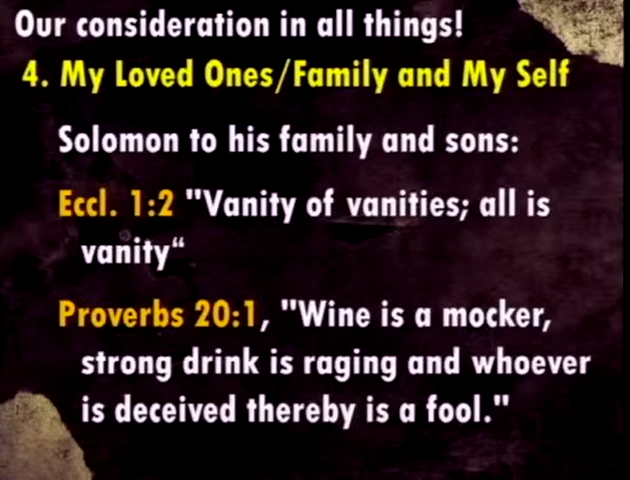 Our consideration in all things!
4. My Loved Ones/Family and My Self
Solomon to his family and sons:
Eccl. 1:2 "Vanity of vanities; all is
vanity“
Proverbs 20:1, "Wine is a mocker,
strong drink is raging and whoever
is deceived thereby is a fool."